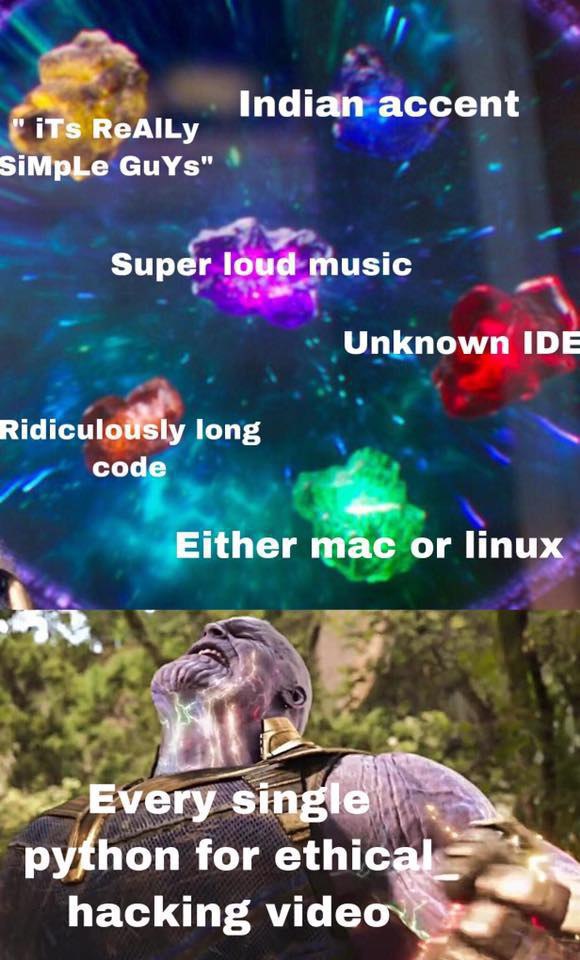 Indian accent
" iTs ReAlLy
SiMpLe GuYs"
Super loud music
Unknown IDE
Ridiculously long
code
Either mac or linux
Every single
python for ethical
hacking video